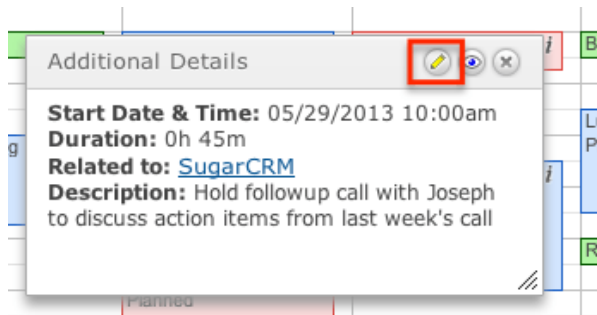 Additional Details
i
B
Start Date & Time: 05/29/2013 10:00am
Duration: 0h 45m
Related to: SugarCRM
Description: Hold followup call with Joseph
to discuss action items from last week's call
g
L
P
i
R
Planned